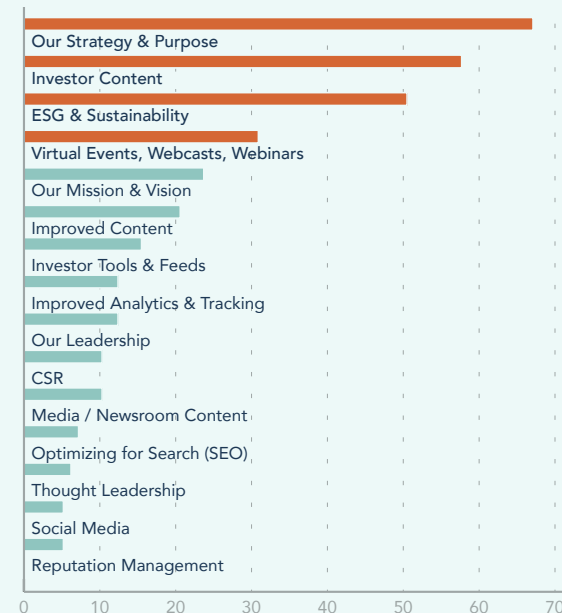 Our Strategy & Purpose
Investor Content
ESG & Sustainability
Virtual Events, Webcasts, Webinars
Our Mission & Vision
Improved Content
Investor Tools & Feeds
Improved Analytics & Tracking
Our Leadership
CSR
Media / Newsroom Content
Optimizing for Search (SEO)
Thought Leadership
Social Media
Reputation Management
0 10 20 30 40 50 60 70